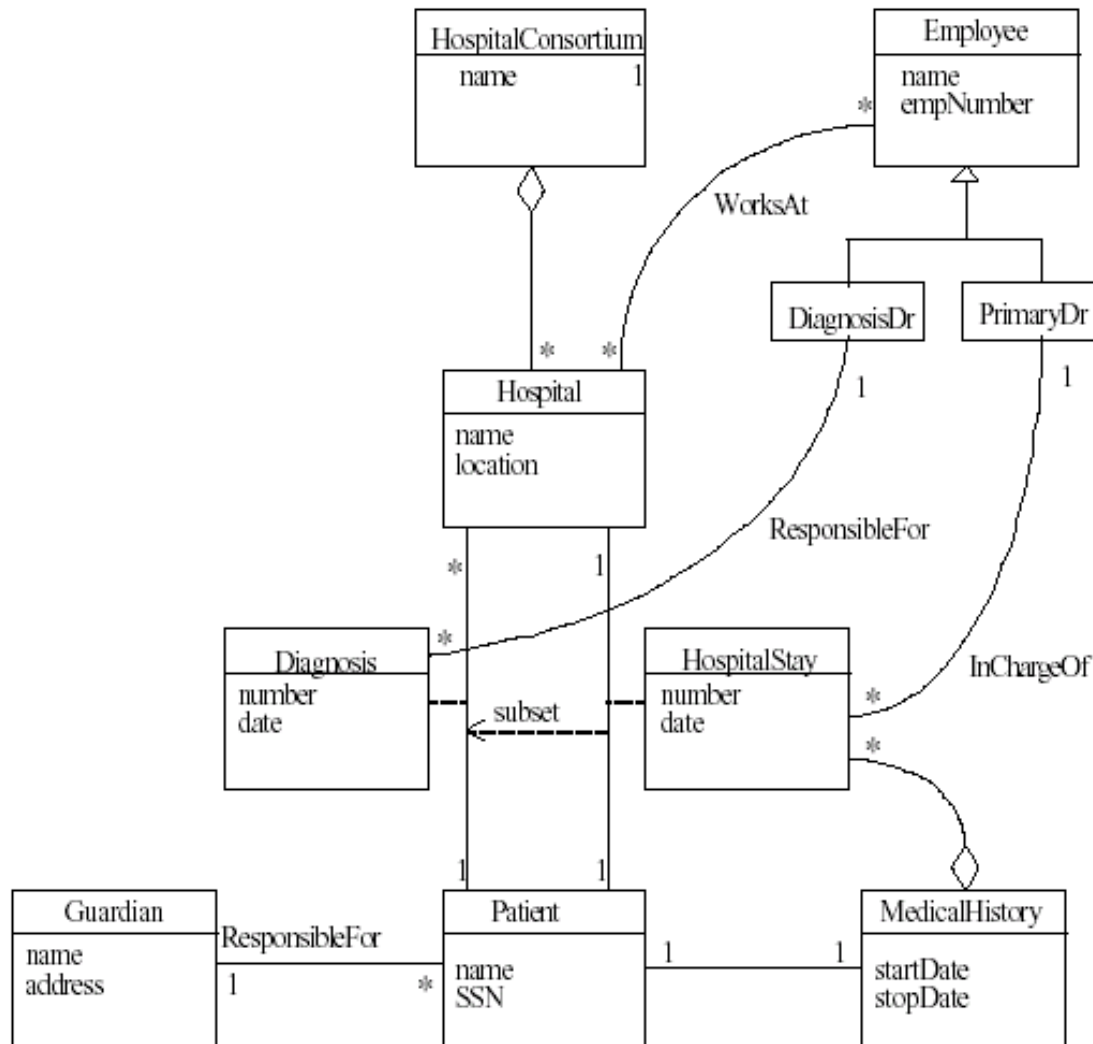 HospitalConsortium
name 1
Employee
name
empNumber
*
WorksAt
DiagnosisDr
PrimaryDr
* *
1
1
Hospital
name
location
ResponsibleFor
* 1
Diagnosis
number
date
*
HospitalStay
number
date
InChargeOf
*
*
subset
1 1
Guardian
name
address
ResponsibleFor
1 *
Patient
name
SSN
1 1
MedicalHistory
startDate
stopDate